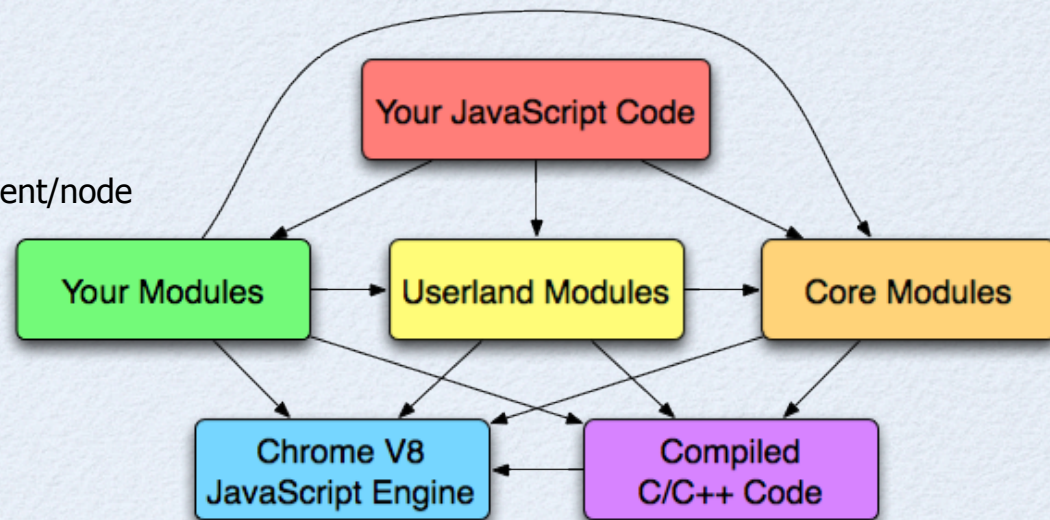 Your JavaScript Code
ent/node
Your Modules
Userland Modules
Core Modules
Chrome V8
JavaScript Engine
Compiled
C/C++ Code